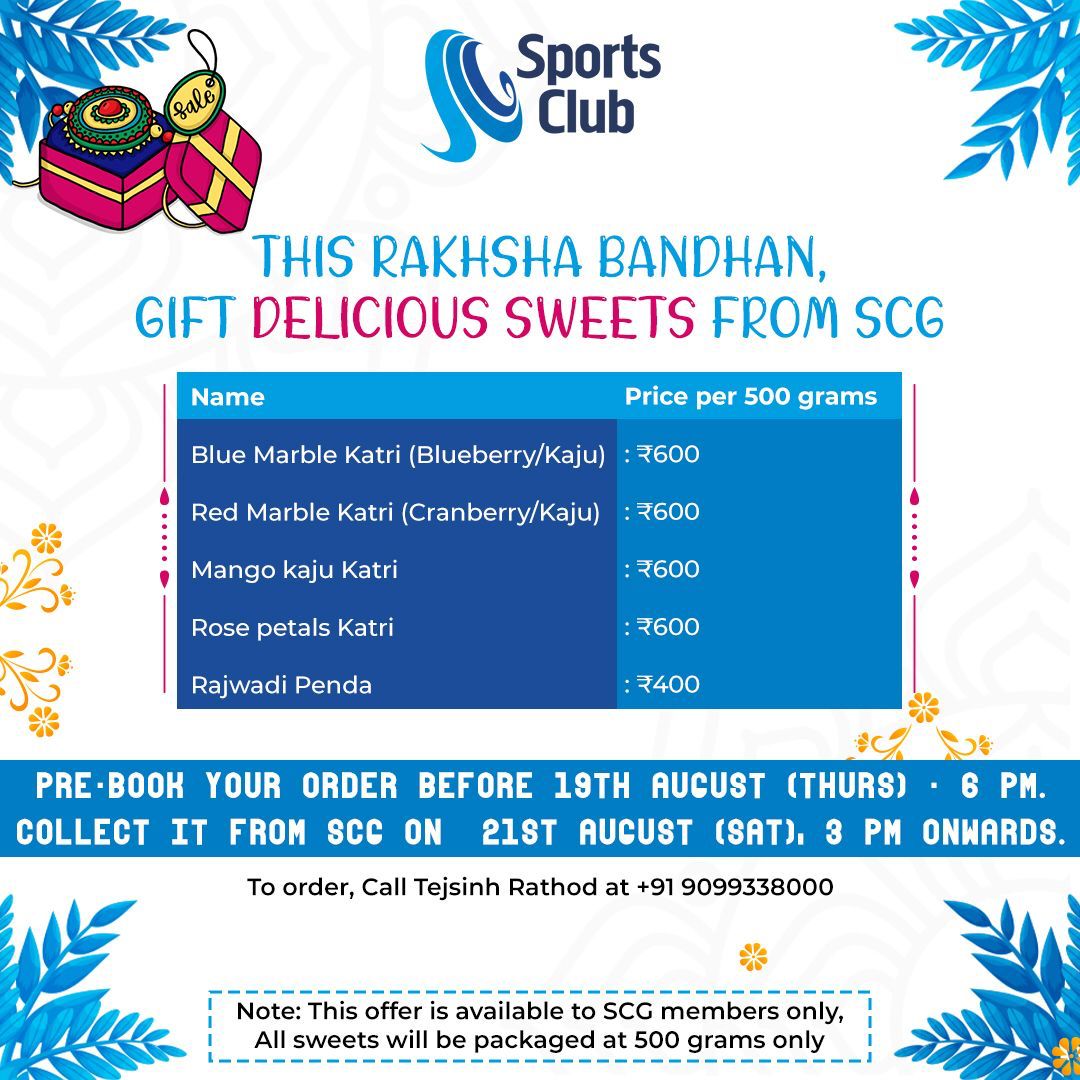 sale
Sports
Club
THIS RAKHSHA BANDHAN,
GIFT DELICIOUS SWEETS FROM SCG
Name Price per 500 grams
Blue Marble Katri (Blueberry/Kaju) : ₹600
Red Marble Katri (Cranberry/Kaju) : ₹600
Mango kaju Katri : ₹600
Rose petals Katri : ₹600
Rajwadi Penda : ₹400
PRE-BOOK YOUR ORDER BEFORE 19TH AUGUST (THURS) - 6 PM.
COLLECT IT FROM SCG ON 21ST AUGUST (SAT), 3 PM ONWARDS.
To order, Call Tejsinh Rathod at +91 9099338000
Note: This offer is available to SCG members only,
All sweets will be packaged at 500 grams only